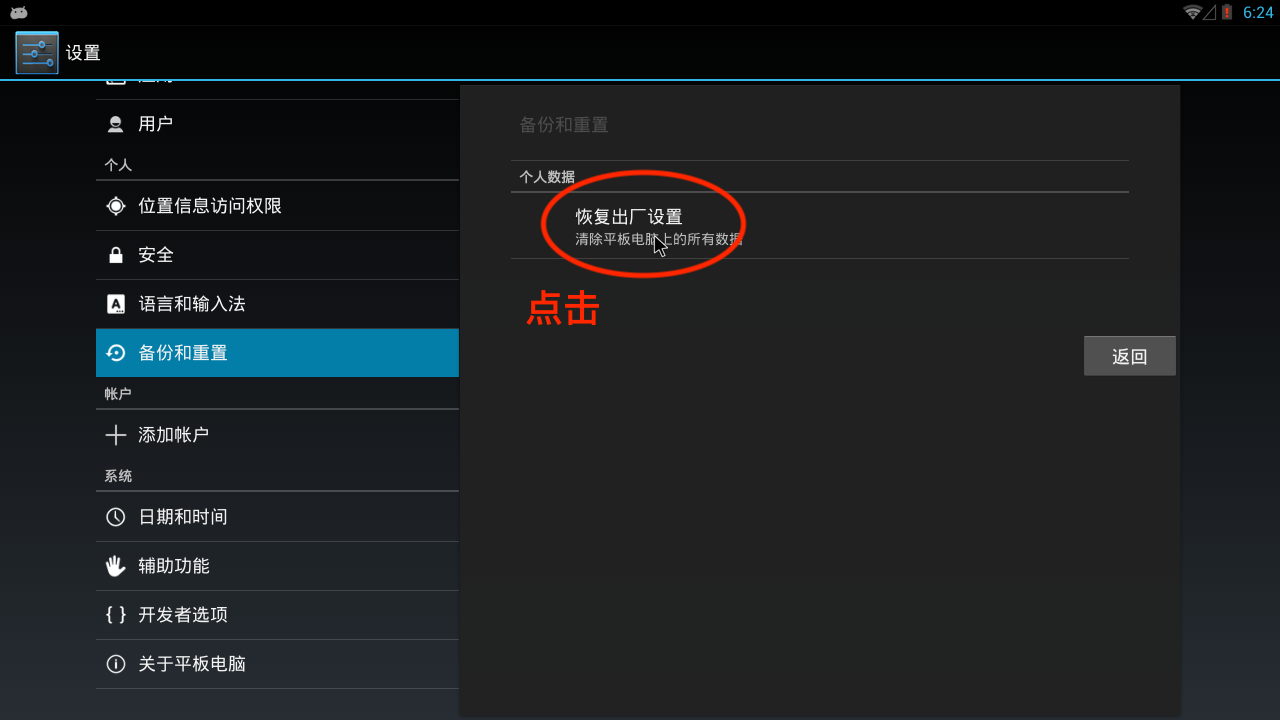 6:24
设置
用户
个人
位置信息访问权限
安全
语言和输入法
备份和重置
帐户
添加帐户
系统
日期和时间
辅助功能
{ } 开发者选项
关于平板电脑
备份和重置
个人数据
恢复出厂设置
清除平板电脑上的所有数据
点击
返回